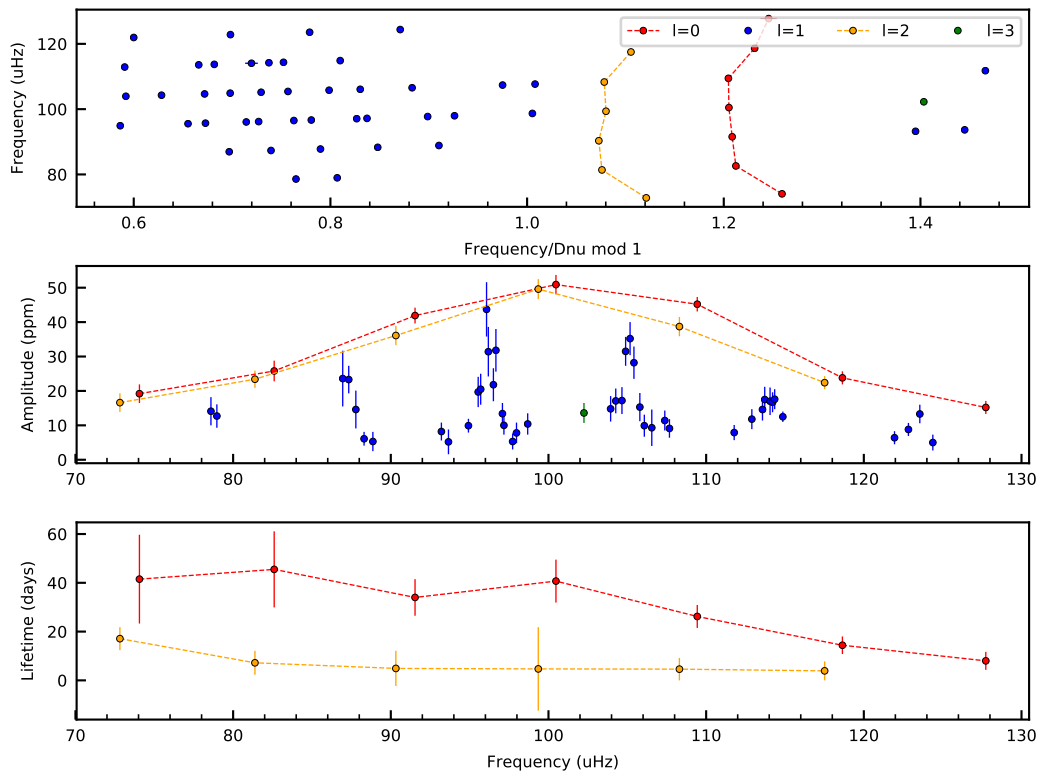 Frequency (uHz)
120
100
80
l=0 l=1 l=2 l=3
0.6 0.8 1.0 1.2 1.4
Frequency/Dnu mod 1
Amplitude (ppm)
50
40
30
20
10
0
70 80 90 100 110 120 130
Lifetime (days)
60
40
20
0
70 80 90 100 110 120 130
Frequency (uHz)